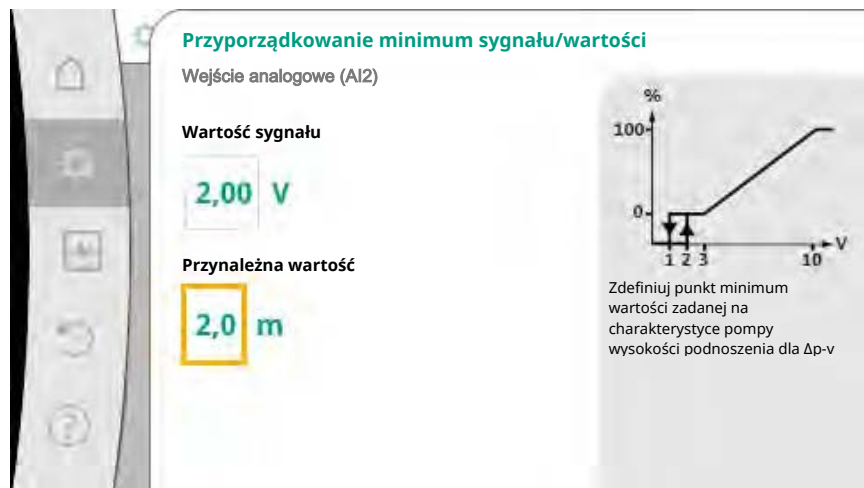 Przyporządkowanie minimum sygnału/wartości
Wejście analogowe (AI2)
Wartość sygnału
2,00 V
Przynależna wartość
2,0 m
%
100
0
1 2 3 10 V
Zdefiniuj punkt minimum
wartości zadanej na
charakterystyce pompy
wysokości podnoszenia dla Δp-v
?